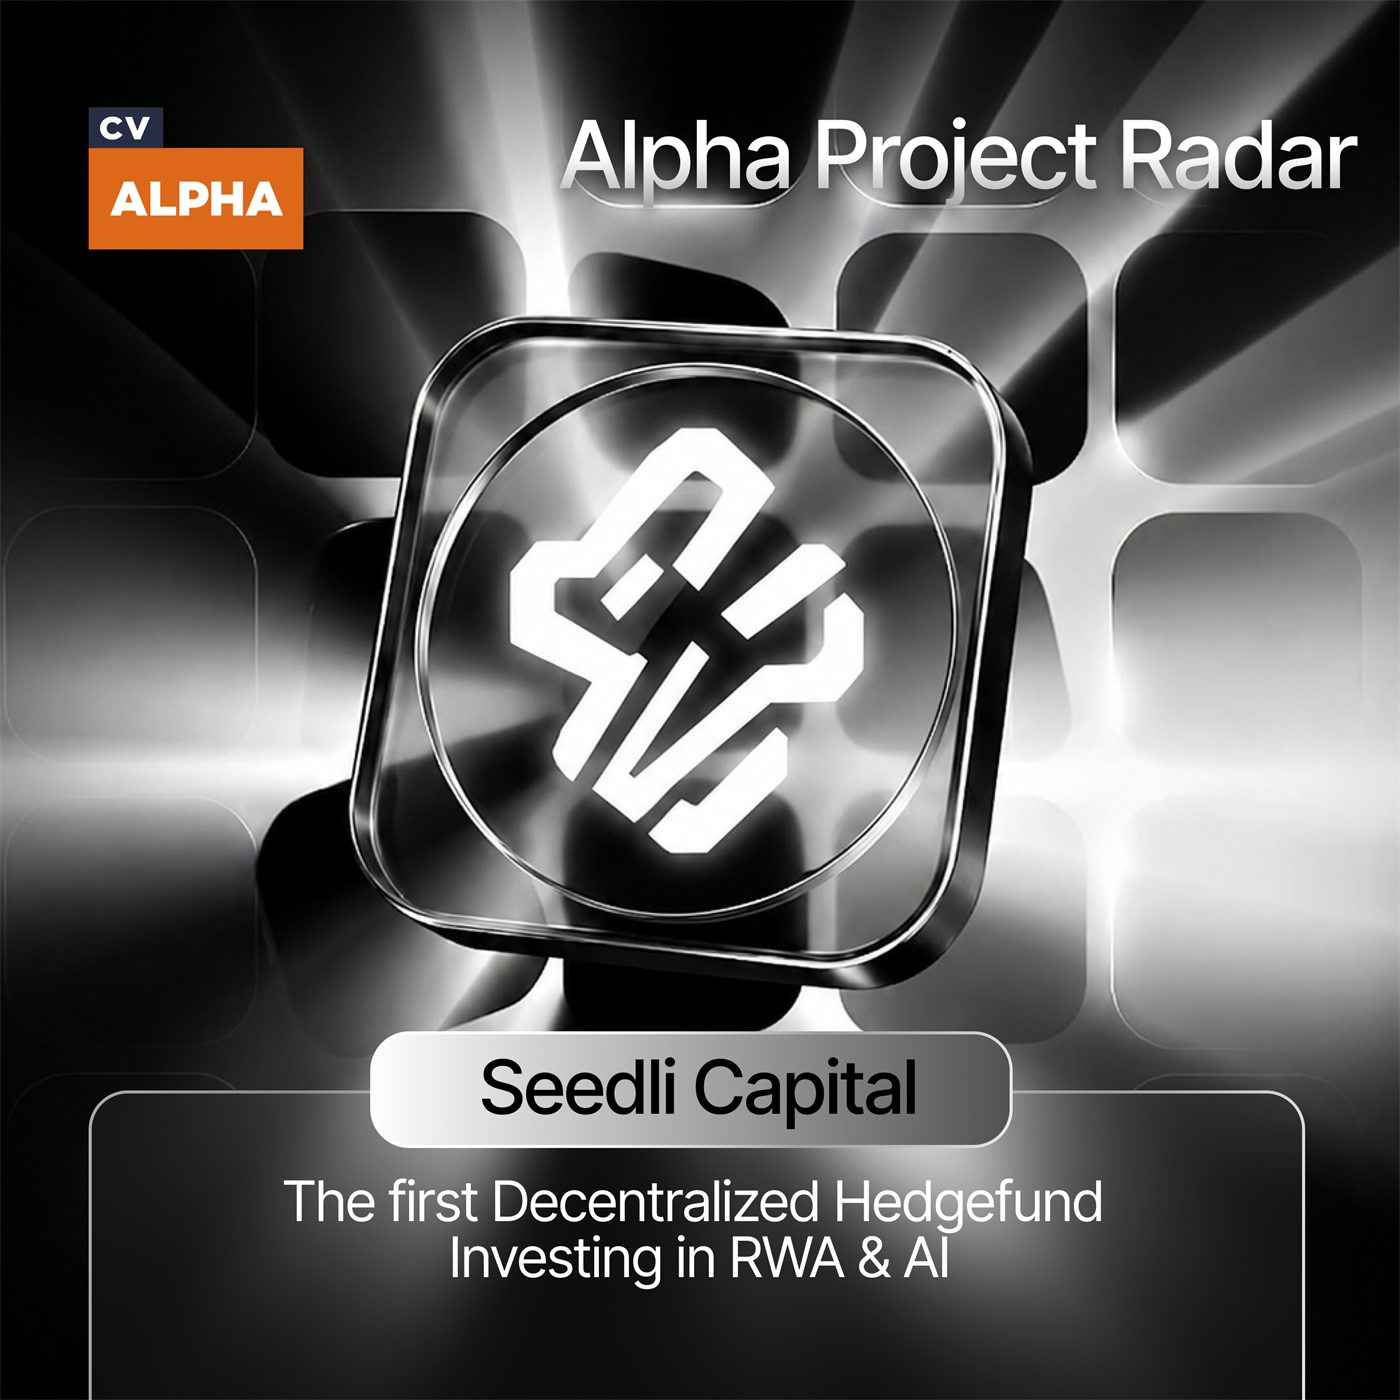 CV
ALPHA
Alpha Project Radar
Seedli Capital
The first Decentralized Hedgefund
Investing in RWA & AI